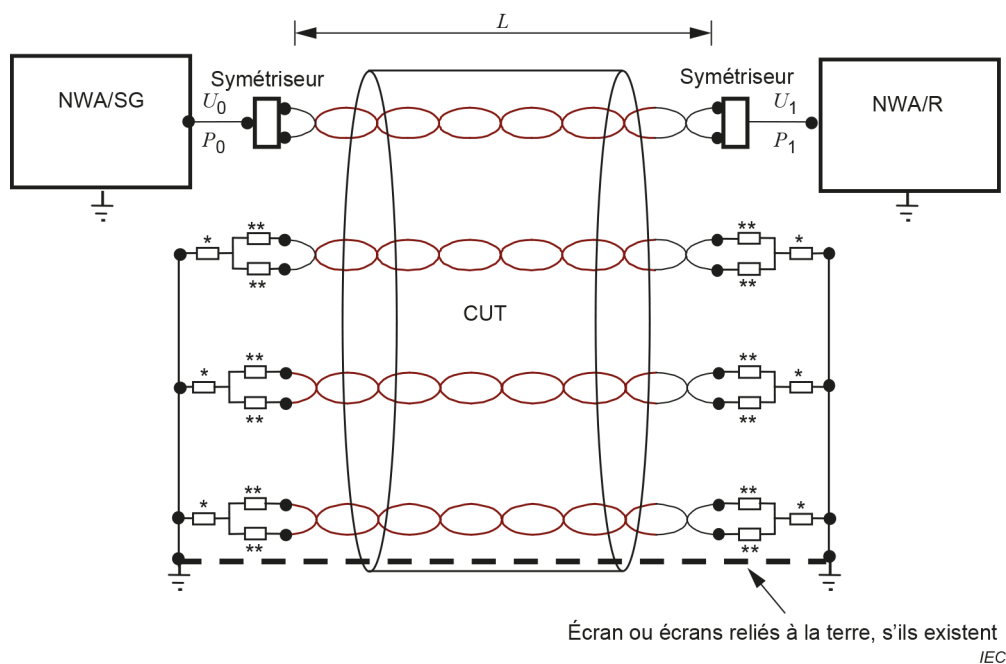 L
Symétriseur
Symétriseur
NWA/SG
U0
U1
NWA/R
P0
P1
** **
* *
** **
CUT
** **
* *
** **
** **
* *
** **
Écran ou écrans reliés à la terre, s'ils existent
IEC